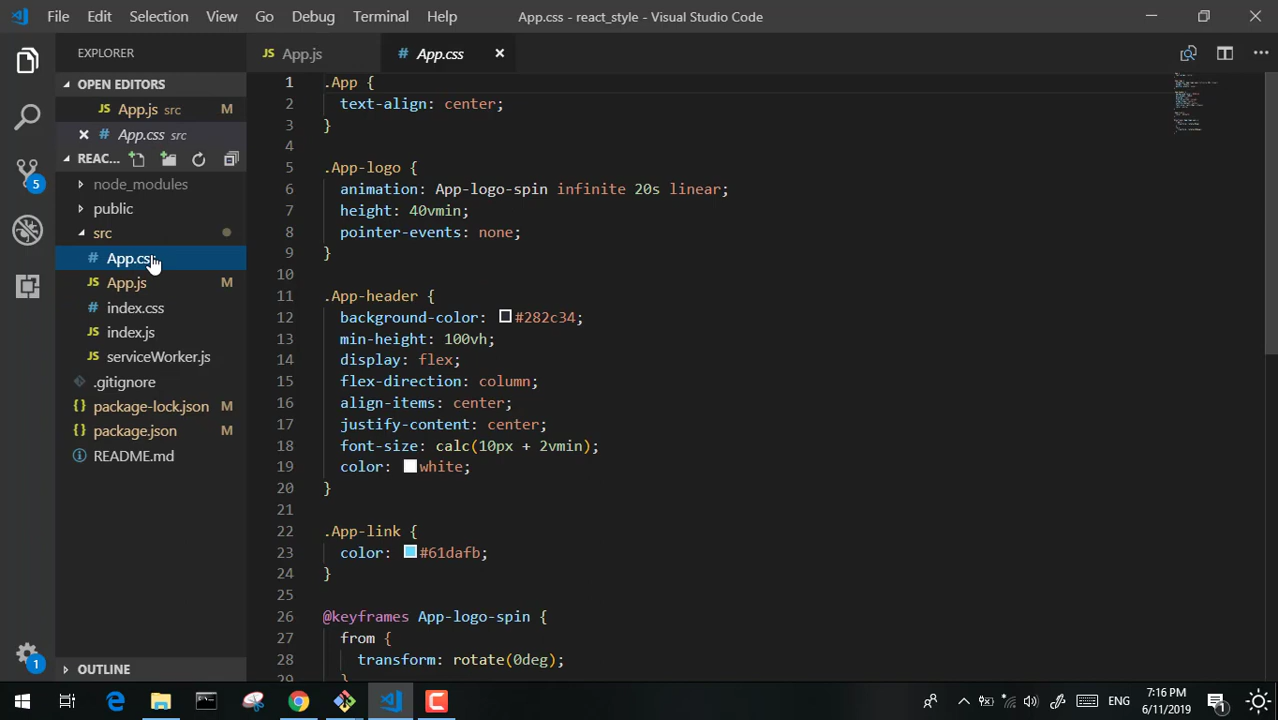 File Edit Selection View Go Debug Terminal Help App.css - react_style - Visual Studio Code
EXPLORER
OPEN EDITORS
JS App.js src M
# App.css src
REAC...
node_modules
public
src
# App.css
JS App.js M
# index.css
JS index.js
JS serviceWorker.js
.gitignore
{} package-lock.json M
{} package.json M
README.md
OUTLINE
5
1
JS App.js # App.css
1 .App {
2 text-align: center;
3 }
4
5 .App-logo {
6 animation: App-logo-spin infinite 20s linear;
7 height: 40vmin;
8 pointer-events: none;
9 }
10
11 .App-header {
12 background-color: #282c34;
13 min-height: 100vh;
14 display: flex;
15 flex-direction: column;
16 align-items: center;
17 justify-content: center;
18 font-size: calc(10px + 2vmin);
19 color: white;
20 }
21
22 .App-link {
23 color: #61dafb;
24 }
25
26 @keyframes App-logo-spin {
27 from {
28 transform: rotate(0deg);
29 }
ENG
7:16 PM
6/11/2019
1